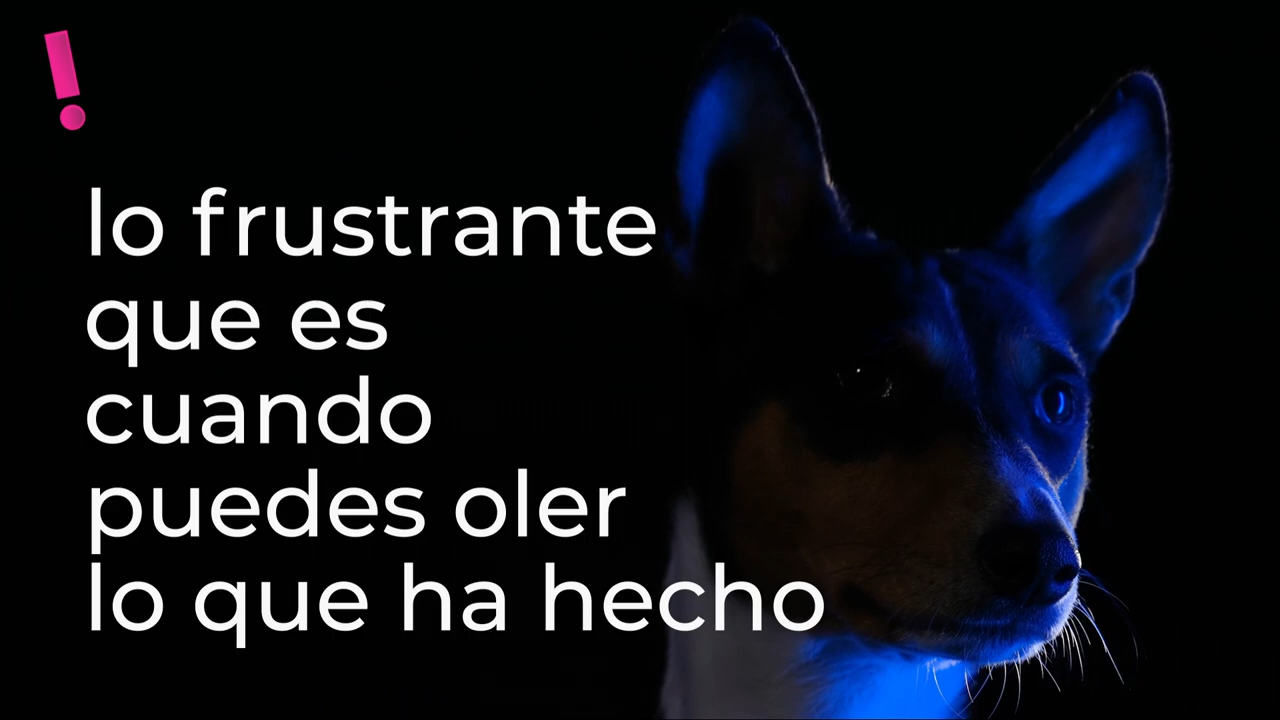 !
lo frustrante
que es
cuando
puedes oler
lo que ha hecho